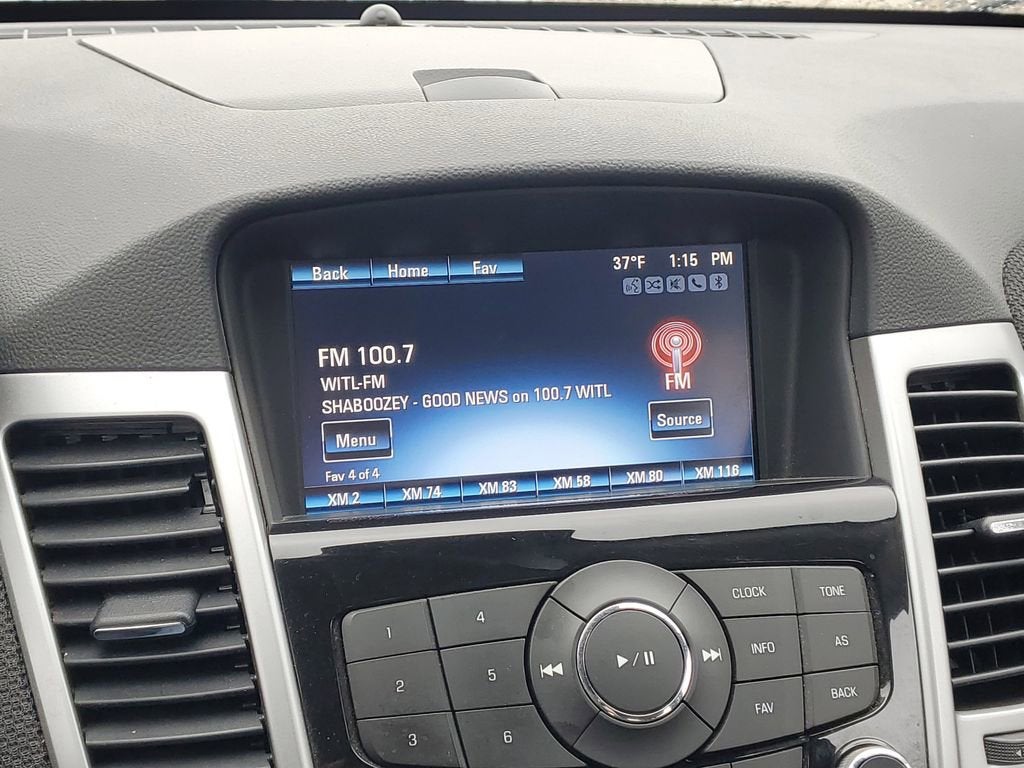 Back Home Fav 37°F 1:15 PM
FM 100.7
WITL-FM
SHABOOZEY - GOOD NEWS on 100.7 WITL
FM
Menu
Source
Fav 4 of 4
XM 2 XM 74 XM 83 XM 58 XM 80 XM 116
1 4 CLOCK TONE
2 5 INFO AS
3 6 FAV BACK